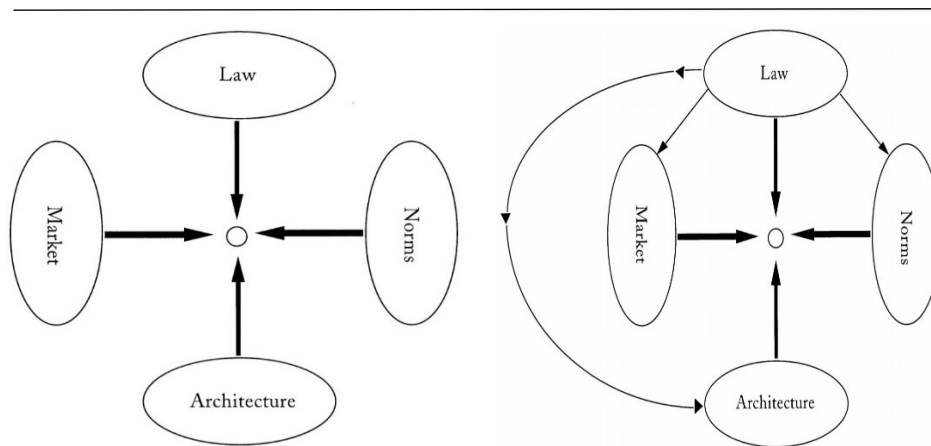 Law
Market
Norms
Architecture
Law
Market
Norms
Architecture